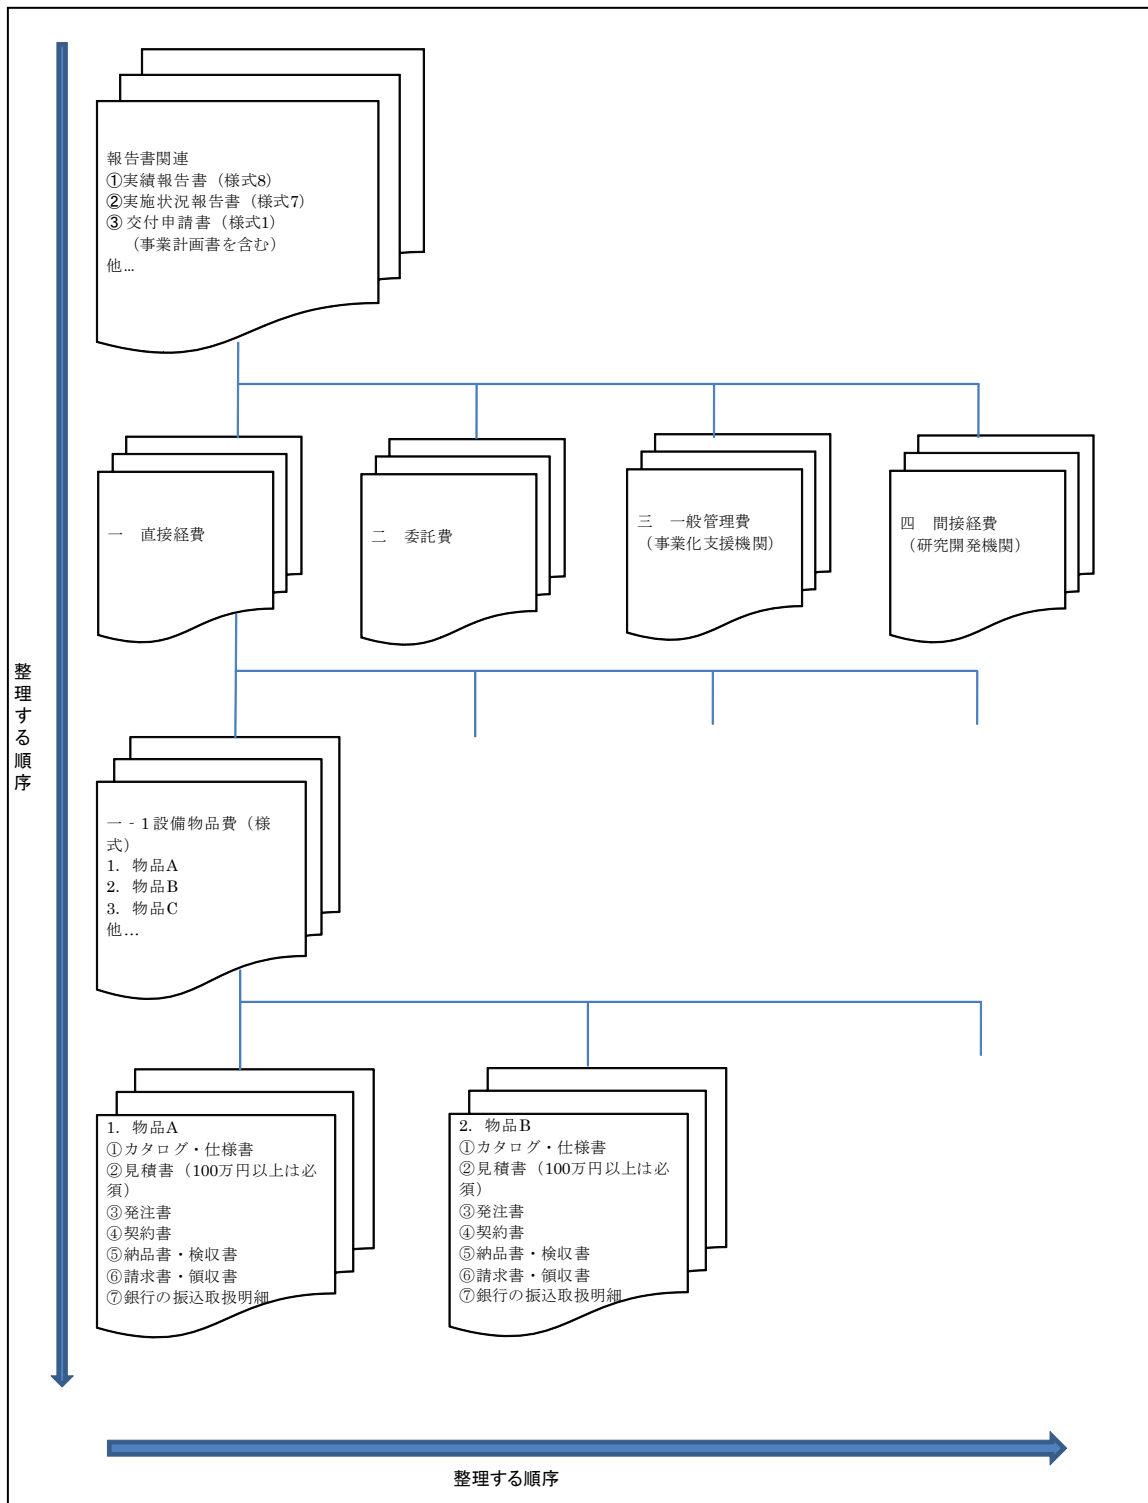 報告書関連
①実績報告書（様式8）
②実施状況報告書（様式7）
③交付申請書（様式1）
（事業計画書を含む）
他…
一　直接経費
二　委託費
三　一般管理費
（事業化支援機関）
四　間接経費
（研究開発機関）
整理する順序
一 - 1設備物品費（様
式）
1. 物品A
2. 物品B
3. 物品C
他…
1. 物品A
①カタログ・仕様書
②見積書（100万円以上は必
須）
③発注書
④契約書
⑤納品書・検収書
⑥請求書・領収書
⑦銀行の振込取扱明細
2. 物品B
①カタログ・仕様書
②見積書（100万円以上は必
須）
③発注書
④契約書
⑤納品書・検収書
⑥請求書・領収書
⑦銀行の振込取扱明細
整理する順序